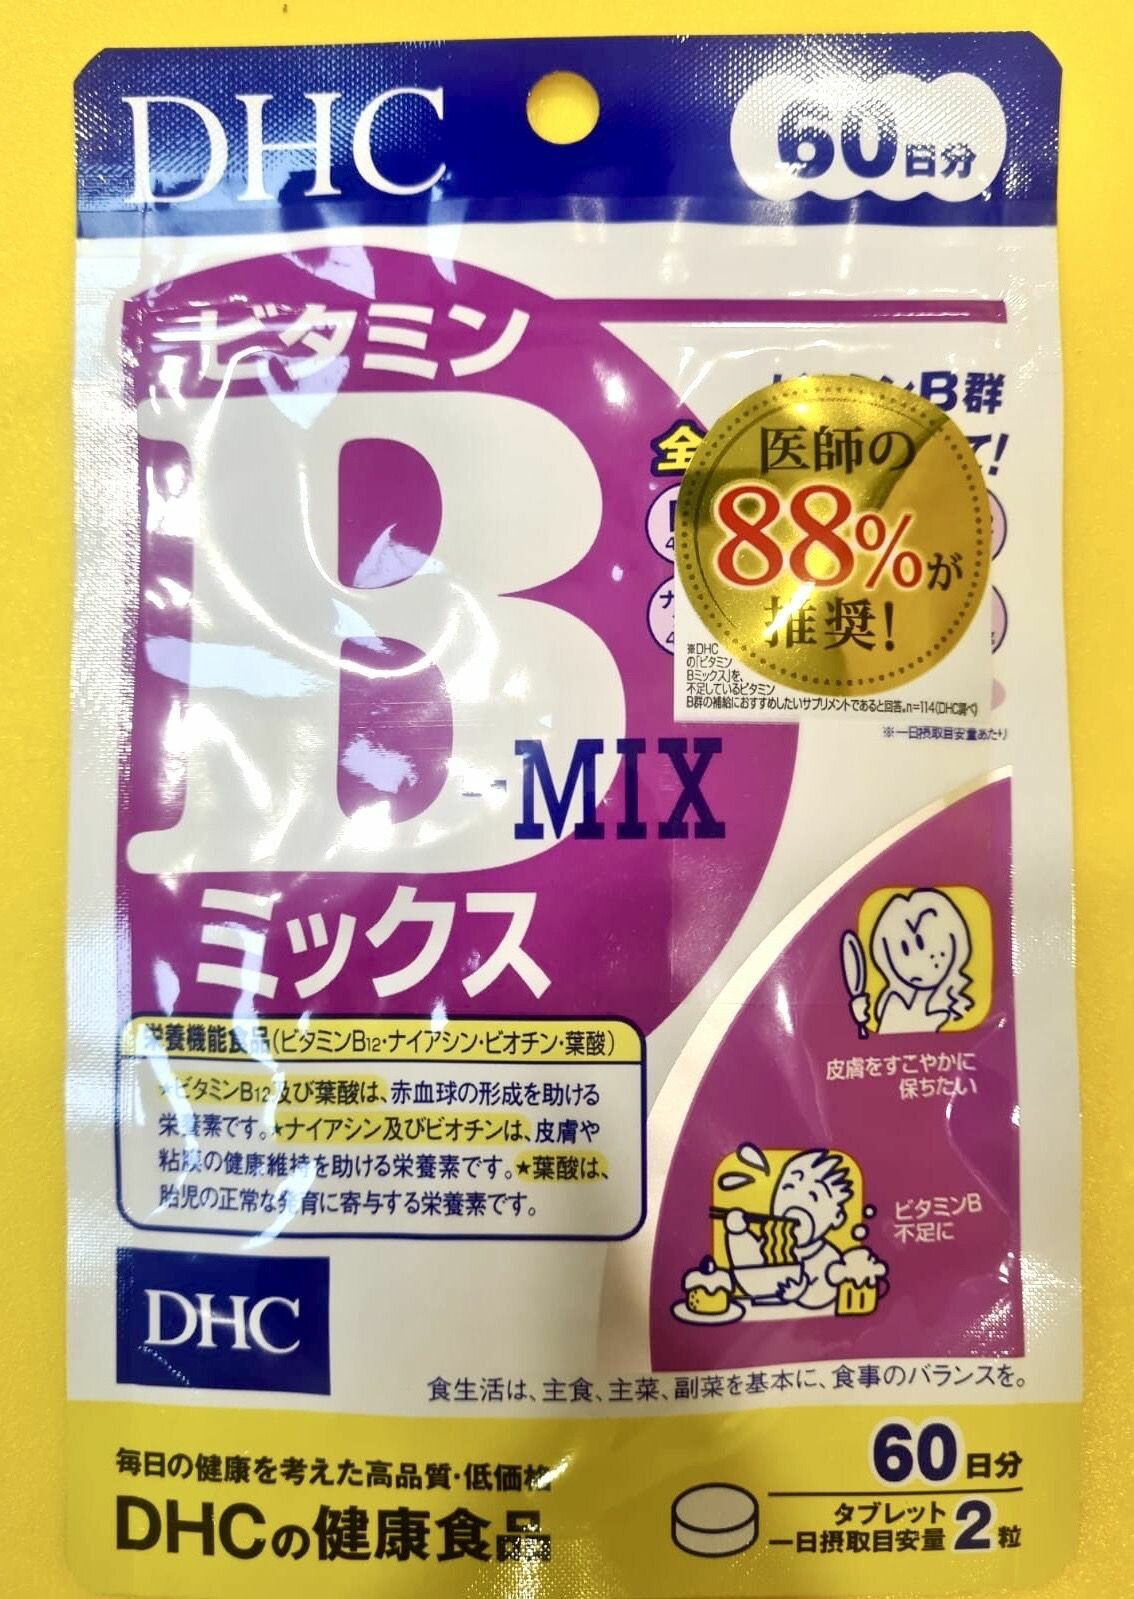 DHC
60日分
ビタミン
B
-MIX
ミックス
B群
全
医師の
88%が
推奨!
※DHC
の「ビタミン
Bミックス」を、
不足しているビタミン
B群の補給におすすめしたいサプリメントであると回答。n=114(DHC調べ)
※一日摂取目安量あたり
皮膚をすこやかに
保ちたい
栄養機能食品(ビタミンB12・ナイアシン・ビオチン・葉酸)
★ビタミンB12及び葉酸は、赤血球の形成を助ける
栄養素です。★ナイアシン及びビオチンは、皮膚や
粘膜の健康維持を助ける栄養素です。★葉酸は、
胎児の正常な発育に寄与する栄養素です。
ビタミンB
不足に
DHC
食生活は、主食、主菜、副菜を基本に、食事のバランスを。
毎日の健康を考えた高品質・低価格
DHCの健康食品
60日分
タブレット
一日摂取目安量 2粒